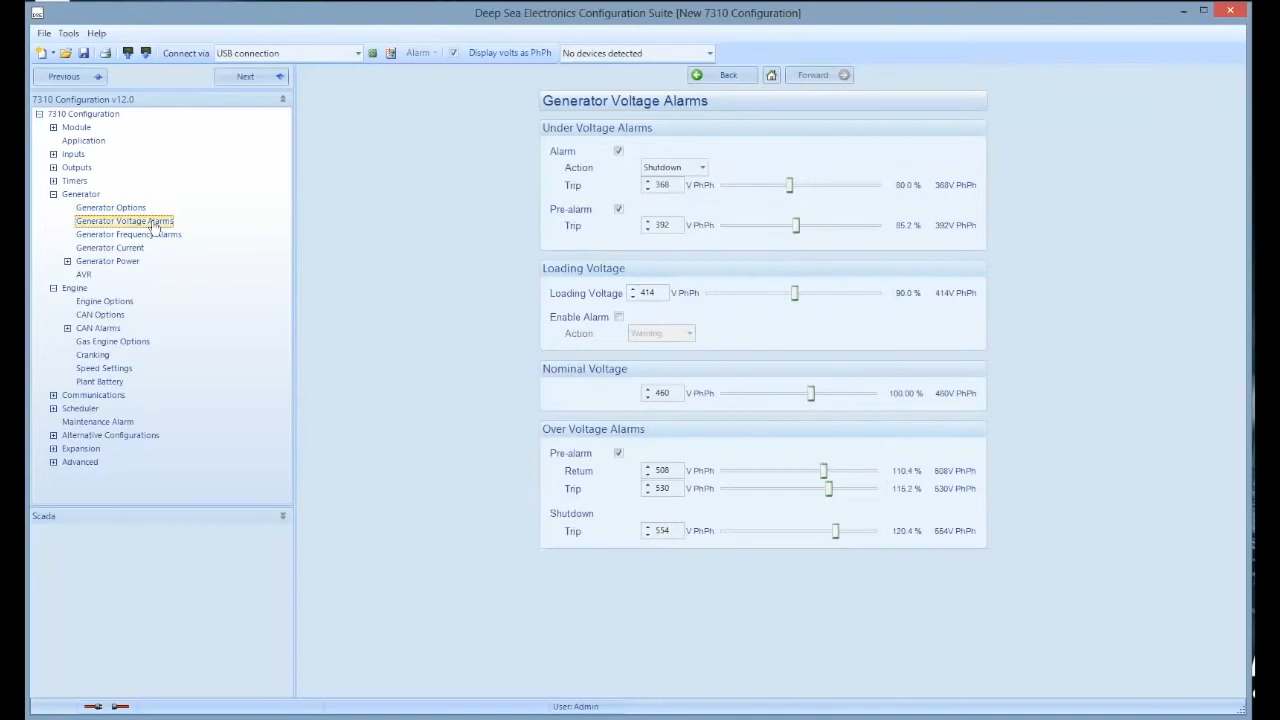 Deep Sea Electronics Configuration Suite [New 7310 Configuration]
File Tools Help
Connect via USB connection Alarm Display volts as PhPh No devices detected
Previous Next
Back Forward
7310 Configuration v12.0
7310 Configuration
Module
Application
Inputs
Outputs
Timers
Generator
Generator Options
Generator Voltage Alarms
Generator Frequency Alarms
Generator Current
Generator Power
AVR
Engine
Engine Options
CAN Options
CAN Alarms
Gas Engine Options
Cranking
Speed Settings
Plant Battery
Communications
Scheduler
Maintenance Alarm
Alternative Configurations
Expansion
Advanced
Scada
Generator Voltage Alarms
Under Voltage Alarms
Alarm
Action Shutdown
Trip 368 V PhPh 80.0 % 368V PhPh
Pre-alarm
Trip 392 V PhPh 85.2 % 392V PhPh
Loading Voltage
Loading Voltage 414 V PhPh 90.0 % 414V PhPh
Enable Alarm
Action Warning
Nominal Voltage
460 V PhPh 100.00 % 460V PhPh
Over Voltage Alarms
Pre-alarm
Return 508 V PhPh 110.4 % 508V PhPh
Trip 530 V PhPh 115.2 % 530V PhPh
Shutdown
Trip 554 V PhPh 120.4 % 554V PhPh
User: Admin